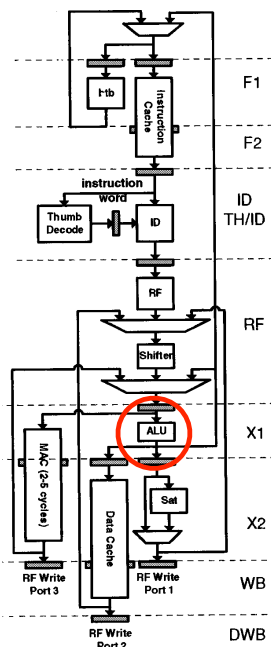 F1
Itb
Instruction
Cache
F2
instruction
word
ID
TH/ID
Thumb
Decode
ID
RF
RF
Shifter
X1
ALU
MAC (2-5 cycles)
Data Cache
Sat
X2
RF Write
Port 3
RF Write
Port 1
WB
RF Write
Port 2
DWB